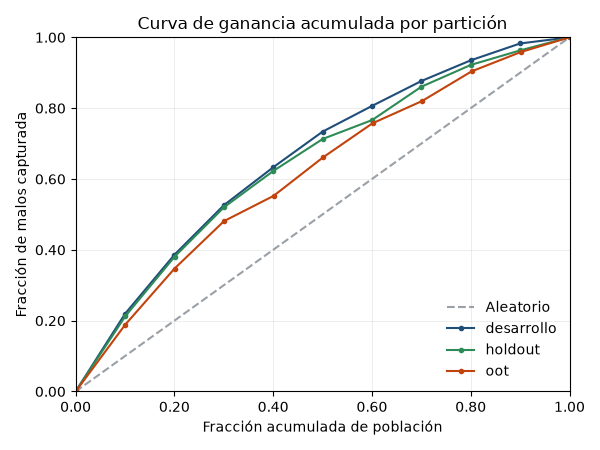 Curva de ganancia acumulada por partición
Fracción de malos capturada
1.00
0.80
0.60
0.40
0.20
0.00
0.00 0.20 0.40 0.60 0.80 1.00
Fracción acumulada de población
Aleatorio
desarrollo
holdout
oot